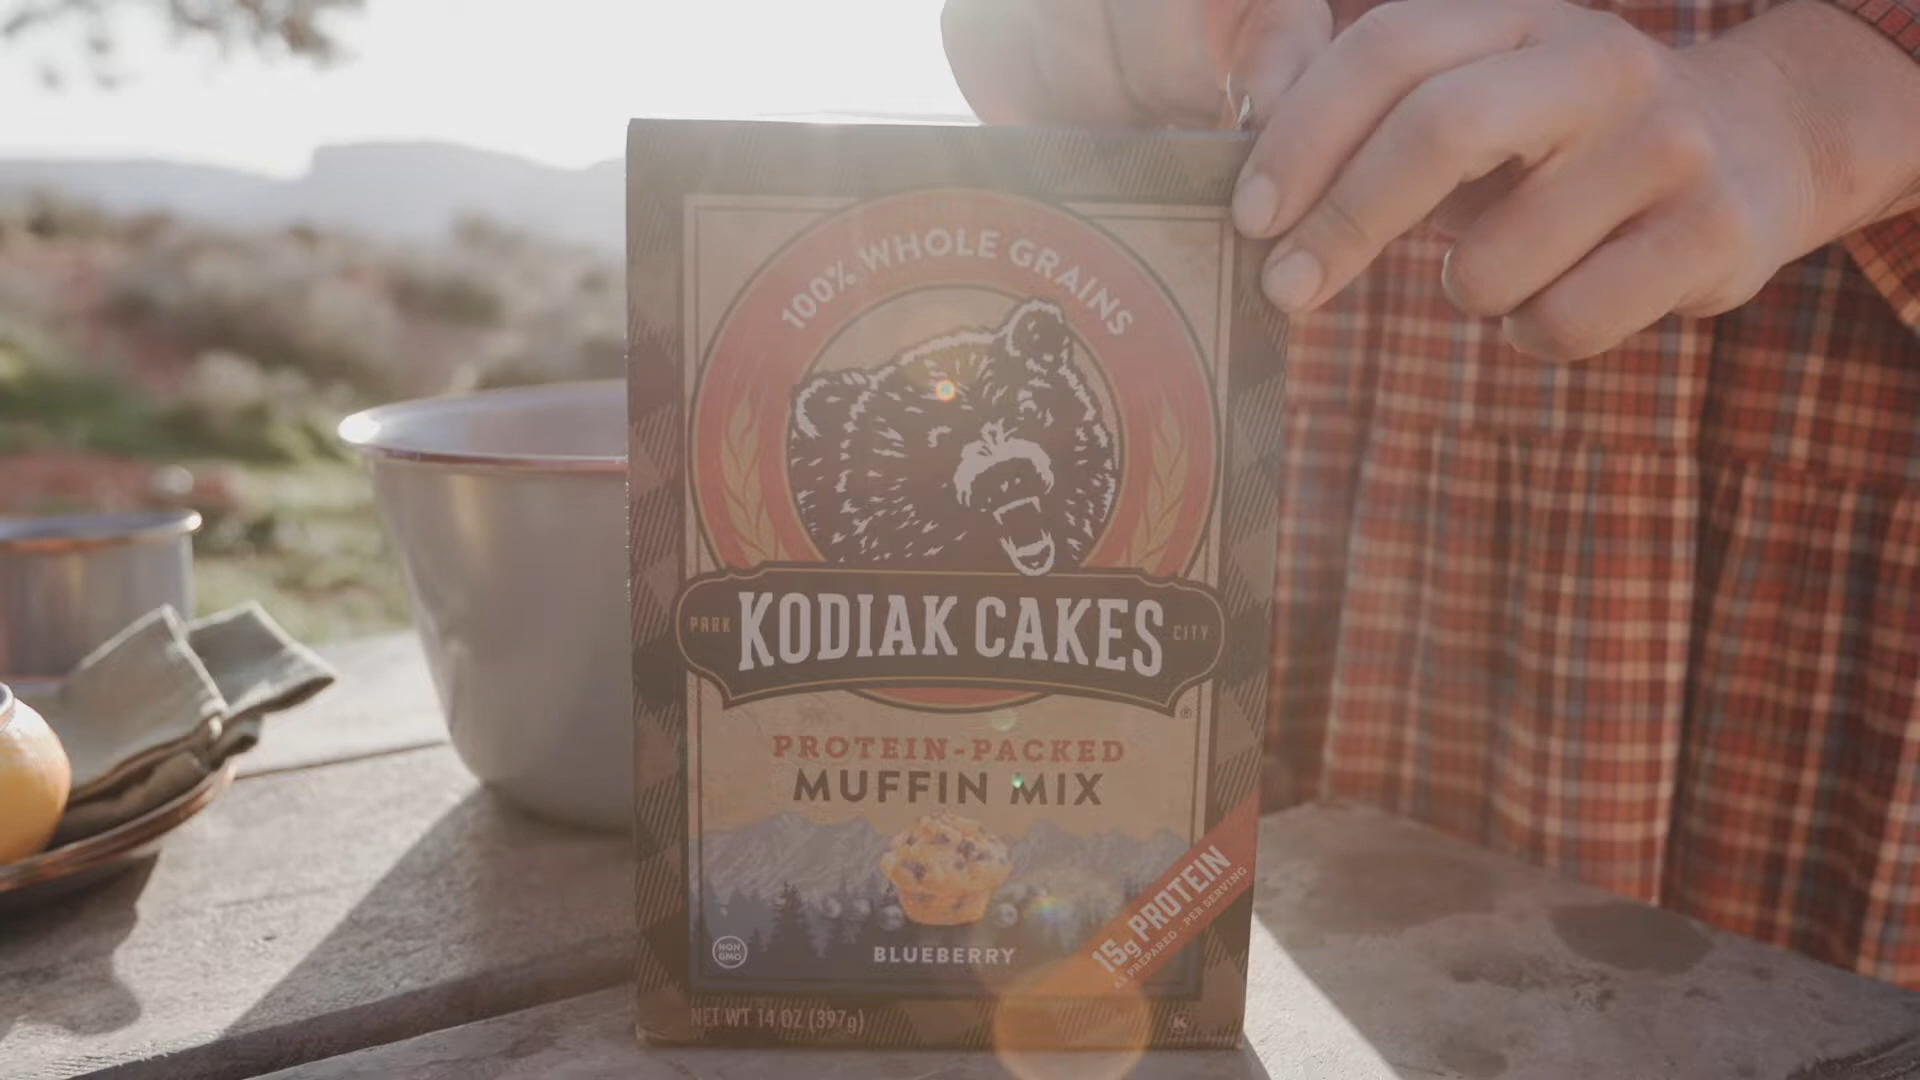 100% WHOLE GRAINS
PARK KODIAK CAKES CITY
®
PROTEIN-PACKED
MUFFIN MIX
15g PROTEIN
AS PREPARED · PER SERVING
NON
GMO
BLUEBERRY
NET WT 14 OZ (397g)
K